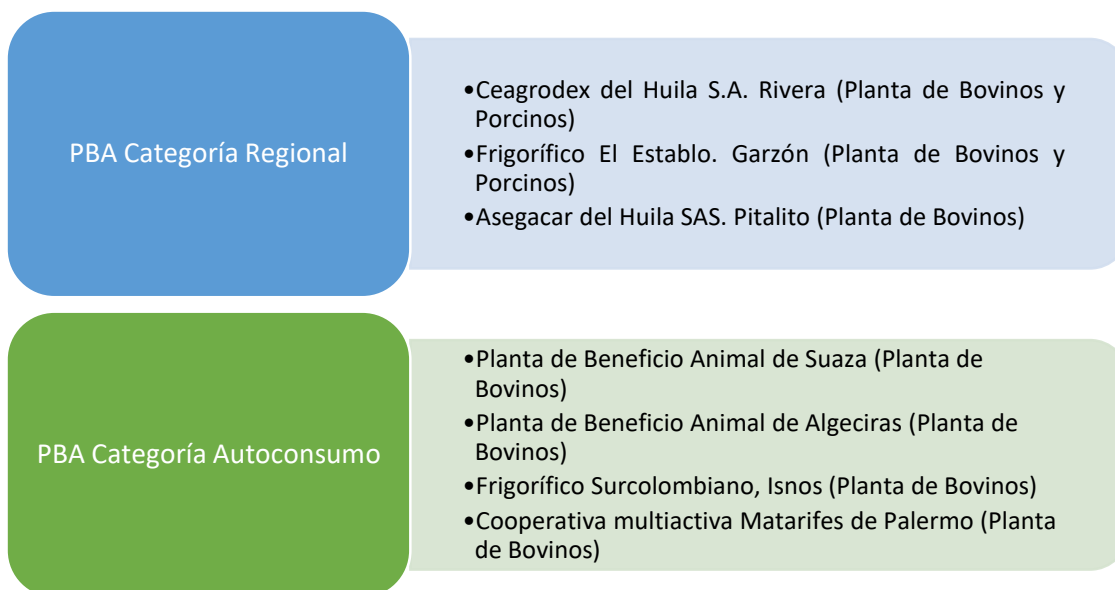 PBA Categoría Regional
•Ceagrodex del Huila S.A. Rivera (Planta de Bovinos y
Porcinos)
•Frigorífico El Establo. Garzón (Planta de Bovinos y
Porcinos)
•Asegacar del Huila SAS. Pitalito (Planta de Bovinos)
PBA Categoría Autoconsumo
•Planta de Beneficio Animal de Suaza (Planta de
Bovinos)
•Planta de Beneficio Animal de Algeciras (Planta de
Bovinos)
•Frigorífico Surcolombiano, Isnos (Planta de Bovinos)
•Cooperativa multiactiva Matarifes de Palermo (Planta
de Bovinos)